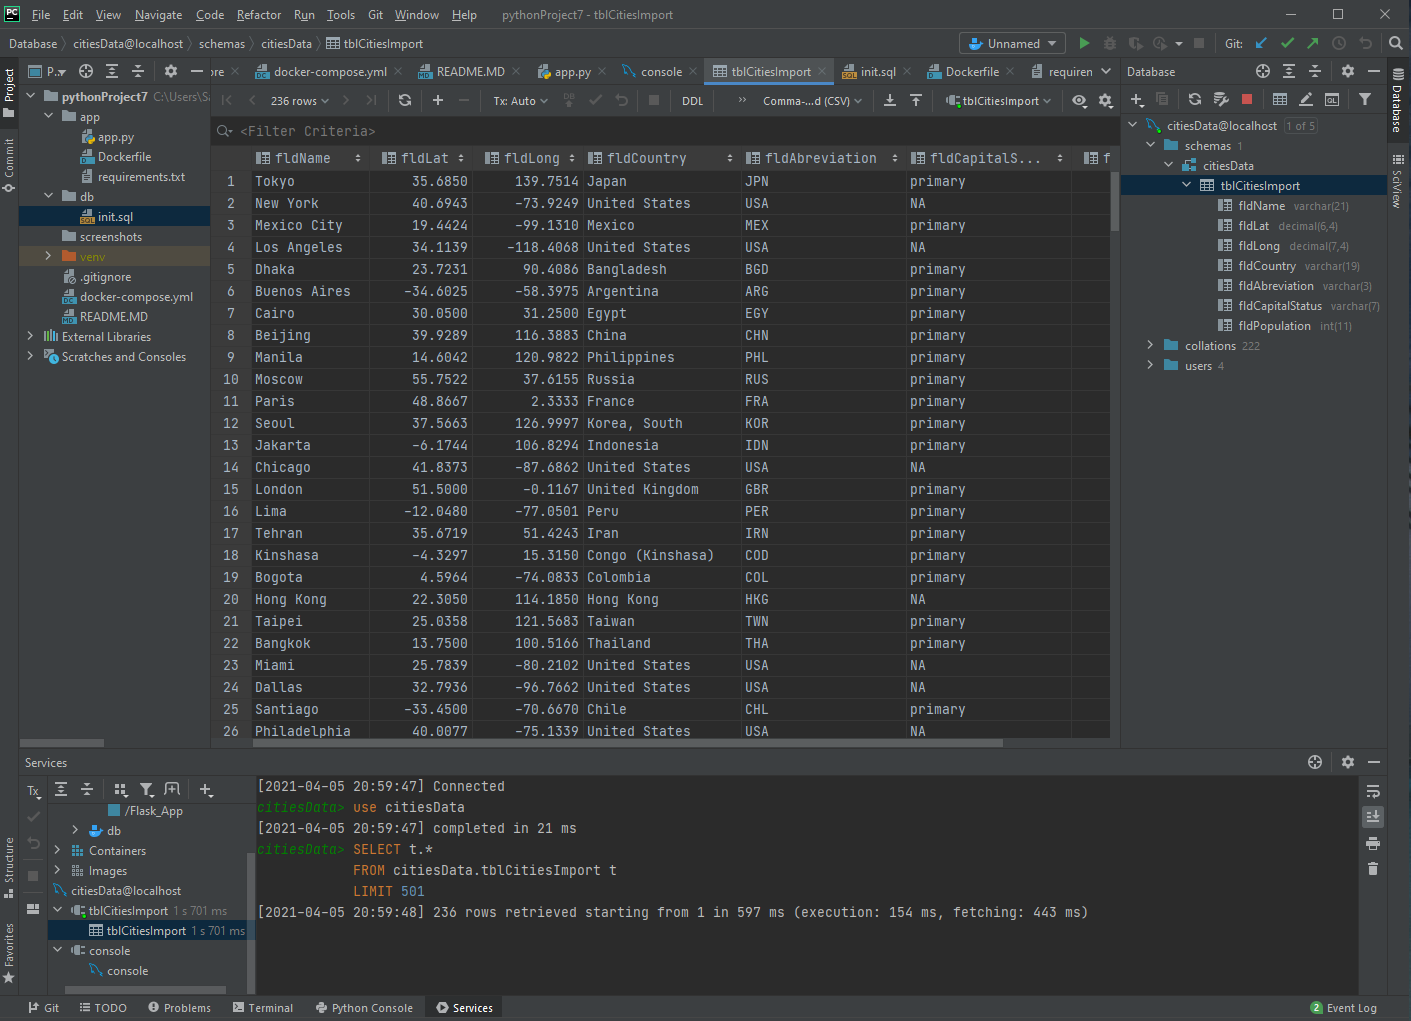 PC File Edit View Navigate Code Refactor Run Tools Git Window Help pythonProject7 - tblCitiesImport
Database citiesData@localhost schemas citiesData tblCitiesImport Unnamed Git:
Project
Commit
Structure
Favorites
P..
pythonProject7 C:\Users\S
app
app.py
Dockerfile
requirements.txt
db
init.sql
screenshots
venv
.gitignore
docker-compose.yml
README.MD
External Libraries
Scratches and Consoles
ore docker-compose.yml README.MD app.py console tblCitiesImport init.sql Dockerfile requiren
236 rows Tx: Auto DB DDL Comma-...d (CSV) tblCitiesImport
<Filter Criteria>
fldName fldLat fldLong fldCountry fldAbreviation fldCapitalS... f
1 Tokyo 35.6850 139.7514 Japan JPN primary
2 New York 40.6943 -73.9249 United States USA NA
3 Mexico City 19.4424 -99.1310 Mexico MEX primary
4 Los Angeles 34.1139 -118.4068 United States USA NA
5 Dhaka 23.7231 90.4086 Bangladesh BGD primary
6 Buenos Aires -34.6025 -58.3975 Argentina ARG primary
7 Cairo 30.0500 31.2500 Egypt EGY primary
8 Beijing 39.9289 116.3883 China CHN primary
9 Manila 14.6042 120.9822 Philippines PHL primary
10 Moscow 55.7522 37.6155 Russia RUS primary
11 Paris 48.8667 2.3333 France FRA primary
12 Seoul 37.5663 126.9997 Korea, South KOR primary
13 Jakarta -6.1744 106.8294 Indonesia IDN primary
14 Chicago 41.8373 -87.6862 United States USA NA
15 London 51.5000 -0.1167 United Kingdom GBR primary
16 Lima -12.0480 -77.0501 Peru PER primary
17 Tehran 35.6719 51.4243 Iran IRN primary
18 Kinshasa -4.3297 15.3150 Congo (Kinshasa) COD primary
19 Bogota 4.5964 -74.0833 Colombia COL primary
20 Hong Kong 22.3050 114.1850 Hong Kong HKG NA
21 Taipei 25.0358 121.5683 Taiwan TWN primary
22 Bangkok 13.7500 100.5166 Thailand THA primary
23 Miami 25.7839 -80.2102 United States USA NA
24 Dallas 32.7936 -96.7662 United States USA NA
25 Santiago -33.4500 -70.6670 Chile CHL primary
26 Philadelphia 40.0077 -75.1339 United States USA NA
Database
citiesData@localhost 1 of 5
schemas 1
citiesData
tblCitiesImport
fldName varchar(21)
fldLat decimal(6,4)
fldLong decimal(7,4)
fldCountry varchar(19)
fldAbreviation varchar(3)
fldCapitalStatus varchar(7)
fldPopulation int(11)
collations 222
users 4
Database
SciView
Services
Tx
/Flask_App
db
Containers
Images
citiesData@localhost
tblCitiesImport 1 s 701 ms
tblCitiesImport 1 s 701 ms
console
console
[2021-04-05 20:59:47] Connected
citiesData> use citiesData
[2021-04-05 20:59:47] completed in 21 ms
citiesData> SELECT t.*
FROM citiesData.tblCitiesImport t
LIMIT 501
[2021-04-05 20:59:48] 236 rows retrieved starting from 1 in 597 ms (execution: 154 ms, fetching: 443 ms)
Git TODO Problems Terminal Python Console Services 2 Event Log